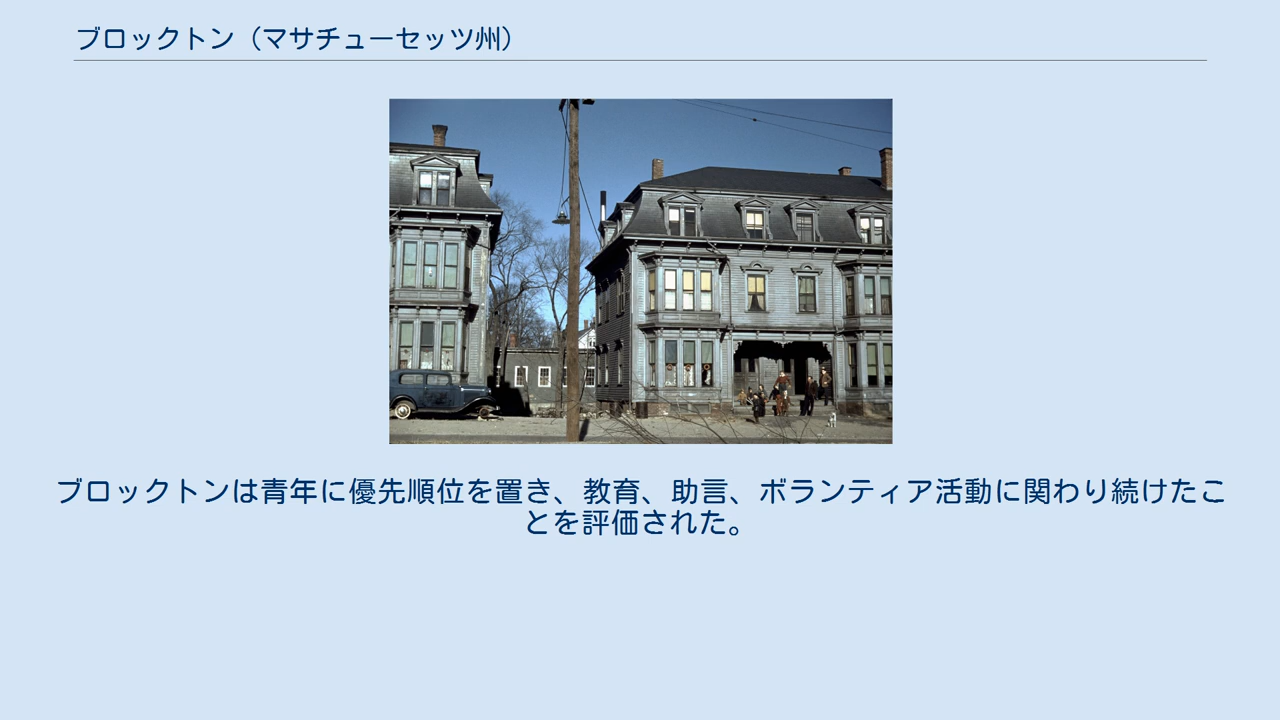 ブロックトン（マサチューセッツ州）
ブロックトンは青年に優先順位を置き、教育、助言、ボランティア活動に関わり続けたこ
とを評価された。